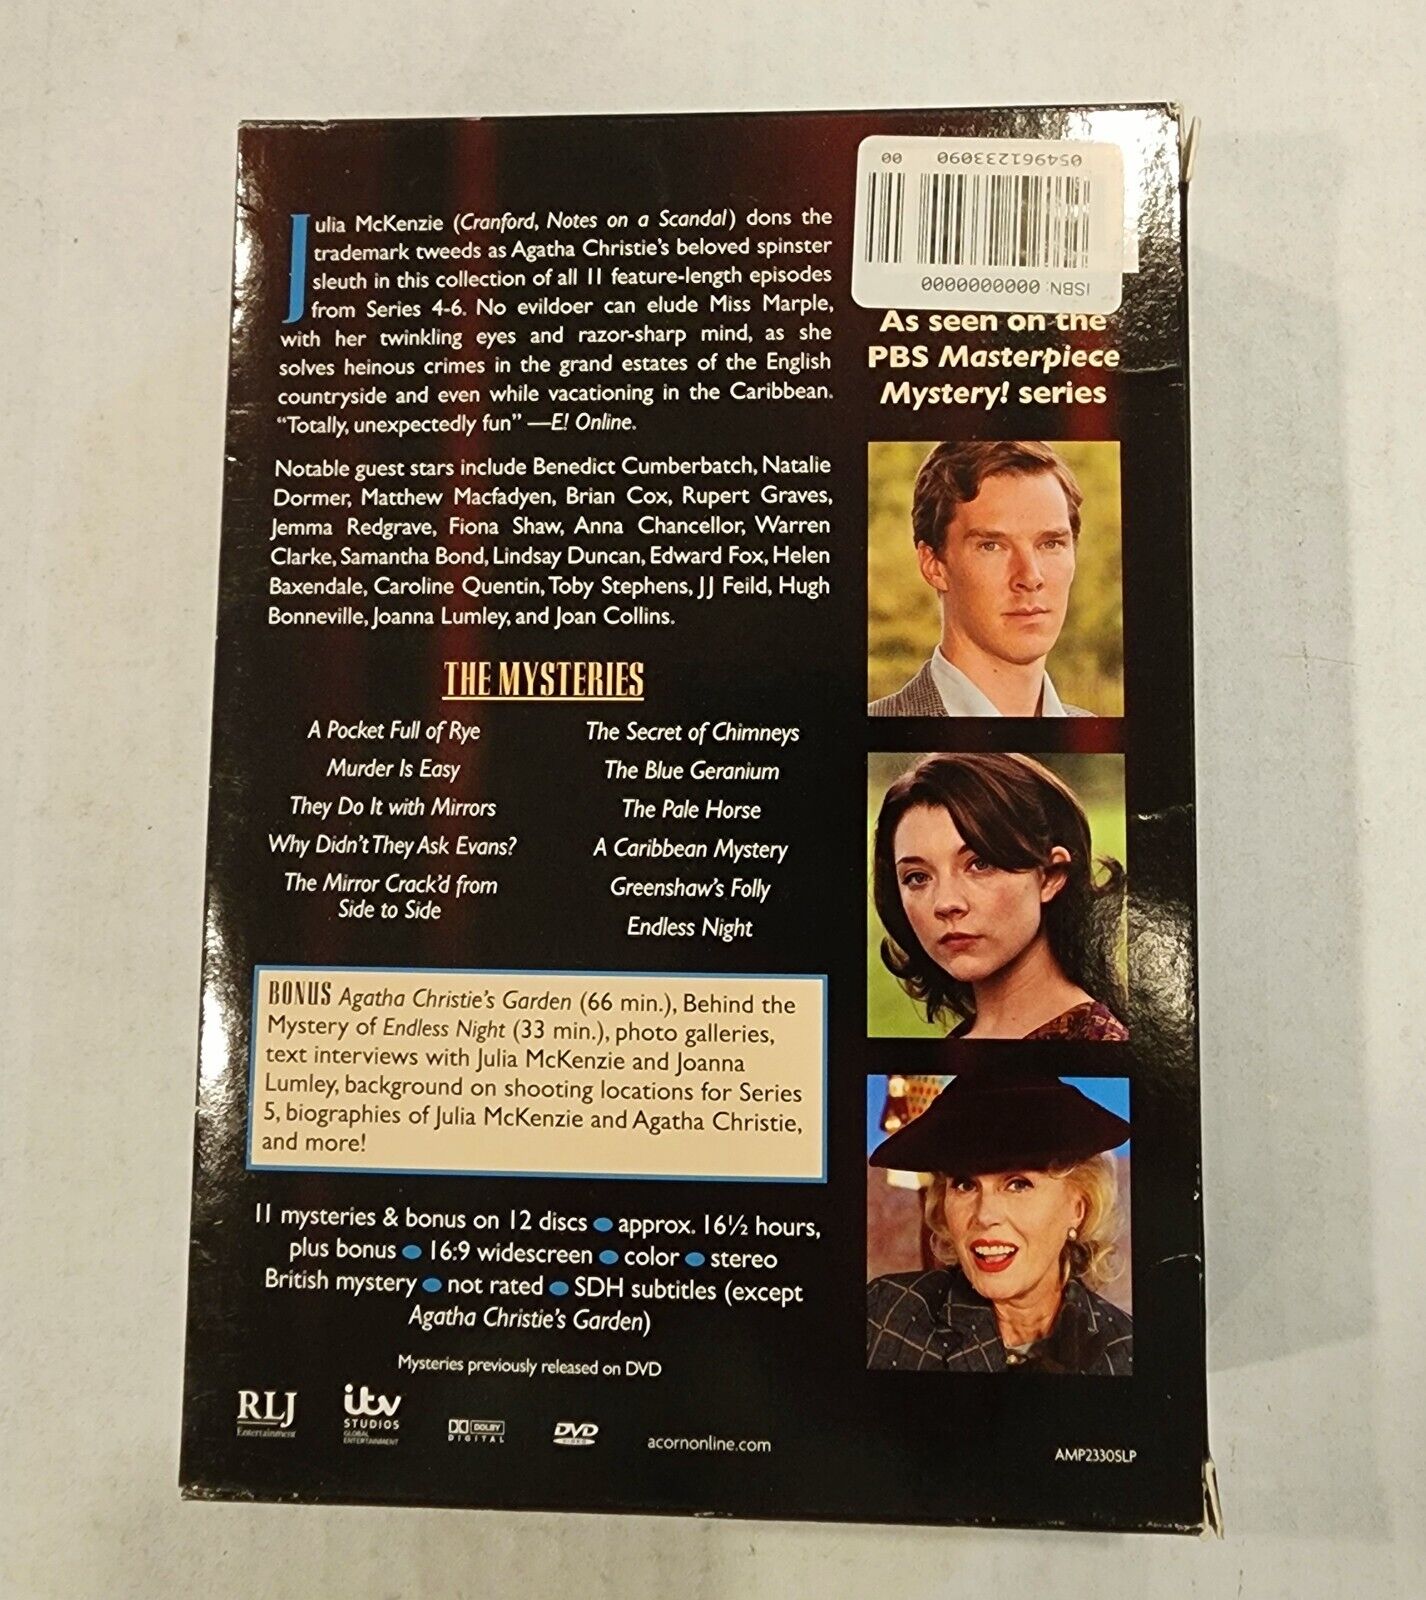 Julia McKenzie (Cranford, Notes on a Scandal) dons the
trademark tweeds as Agatha Christie's beloved spinster
sleuth in this collection of all 11 feature-length episodes
from Series 4-6. No evildoer can elude Miss Marple,
with her twinkling eyes and razor-sharp mind, as she
solves heinous crimes in the grand estates of the English
countryside and even while vacationing in the Caribbean.
“Totally, unexpectedly fun” —E! Online.
Notable guest stars include Benedict Cumberbatch, Natalie
Dormer, Matthew Macfadyen, Brian Cox, Rupert Graves,
Jemma Redgrave, Fiona Shaw, Anna Chancellor, Warren
Clarke, Samantha Bond, Lindsay Duncan, Edward Fox, Helen
Baxendale, Caroline Quentin, Toby Stephens, JJ Feild, Hugh
Bonneville, Joanna Lumley, and Joan Collins.
THE MYSTERIES
A Pocket Full of Rye
Murder Is Easy
They Do It with Mirrors
Why Didn't They Ask Evans?
The Mirror Crack'd from
Side to Side
The Secret of Chimneys
The Blue Geranium
The Pale Horse
A Caribbean Mystery
Greenshaw's Folly
Endless Night
BONUS Agatha Christie's Garden (66 min.), Behind the
Mystery of Endless Night (33 min.), photo galleries,
text interviews with Julia McKenzie and Joanna
Lumley, background on shooting locations for Series
5, biographies of Julia McKenzie and Agatha Christie,
and more!
11 mysteries & bonus on 12 discs • approx. 16½ hours,
plus bonus • 16:9 widescreen • color • stereo
British mystery • not rated • SDH subtitles (except
Agatha Christie's Garden)
Mysteries previously released on DVD
RLJ
Entertainment
itv
STUDIOS
GLOBAL
ENTERTAINMENT
DOLBY
DIGITAL
DVD
VIDEO
acornonline.com
AMP2330SLP
ISBN: 0000000000000
054961233090 00
As seen on the
PBS Masterpiece
Mystery! series